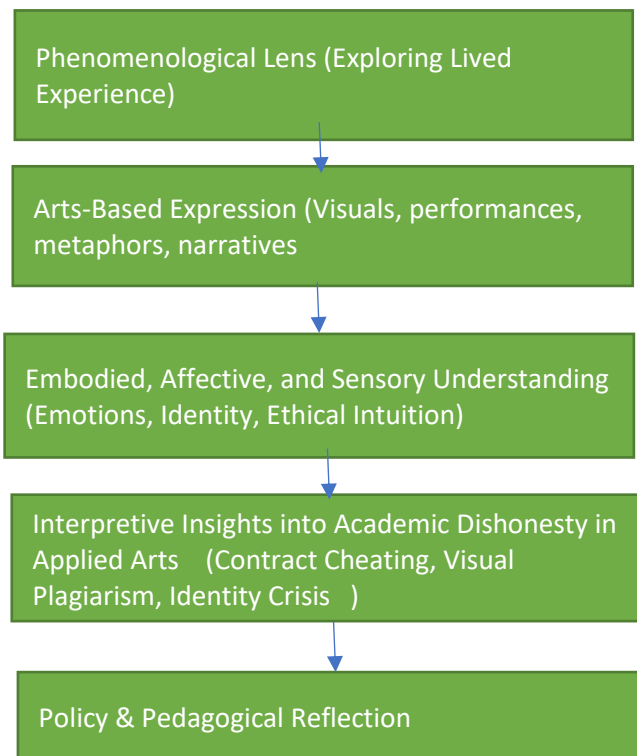 Phenomenological Lens (Exploring Lived
Experience)
Arts-Based Expression (Visuals, performances,
metaphors, narratives
Embodied, Affective, and Sensory Understanding
(Emotions, Identity, Ethical Intuition)
Interpretive Insights into Academic Dishonesty in
Applied Arts (Contract Cheating, Visual
Plagiarism, Identity Crisis )
Policy & Pedagogical Reflection